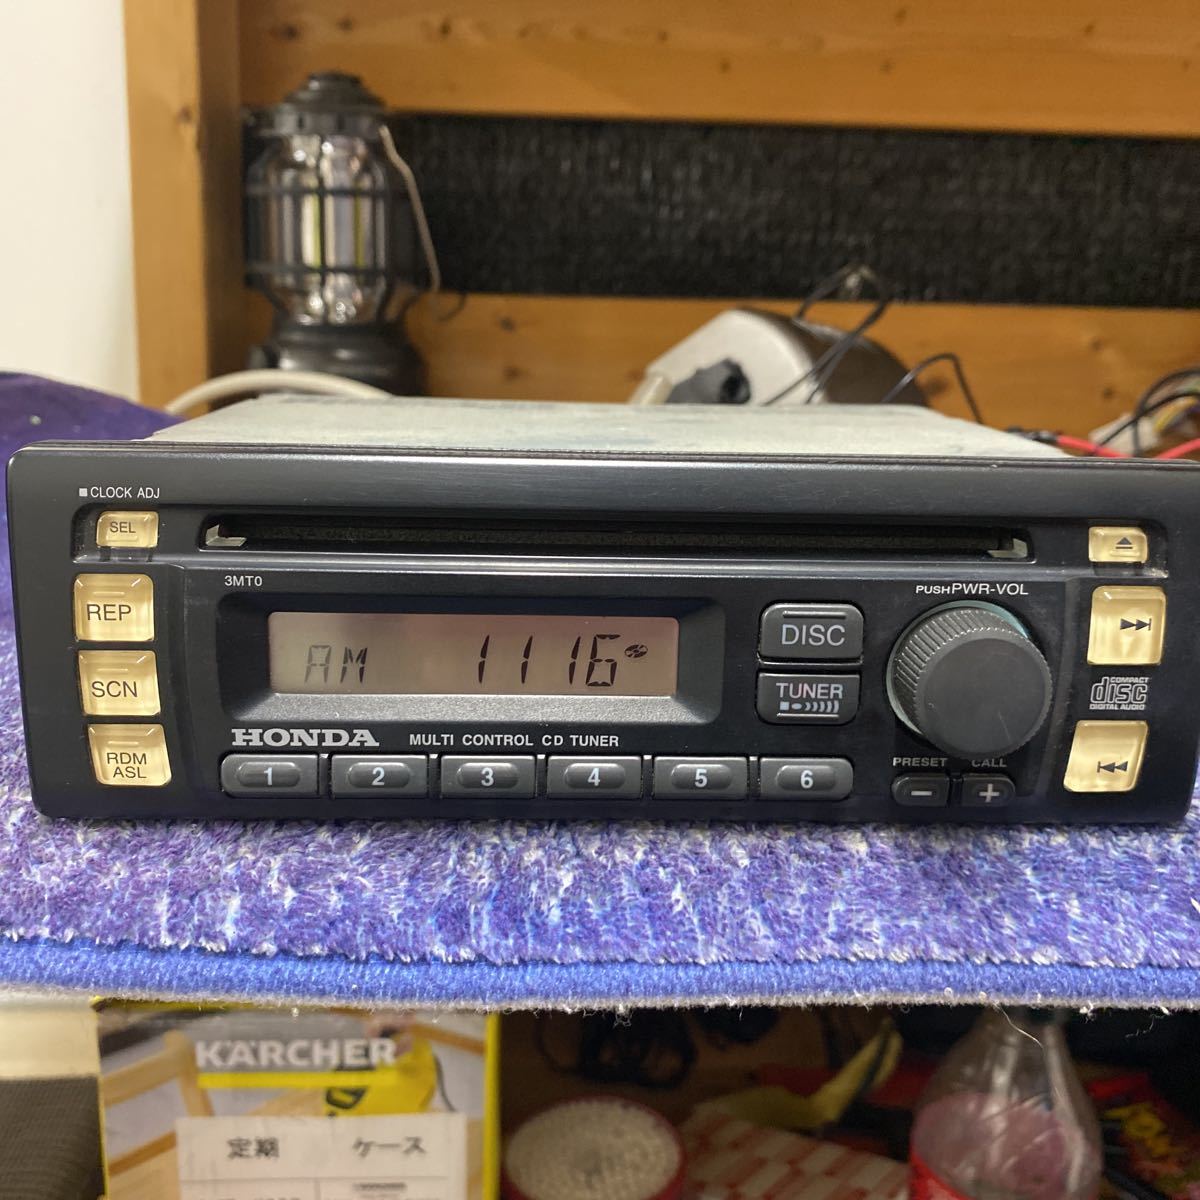 CLOCK ADJ
SEL
REP
SCN
RDM
ASL
3MT0
AM 1116
HONDA
MULTI CONTROL CD TUNER
1 2 3 4 5 6
DISC
TUNER
PUSH PWR-VOL
PRESET CALL
- +
COMPACT
disc
DIGITAL AUDIO
KÄRCHER
定期 ケース